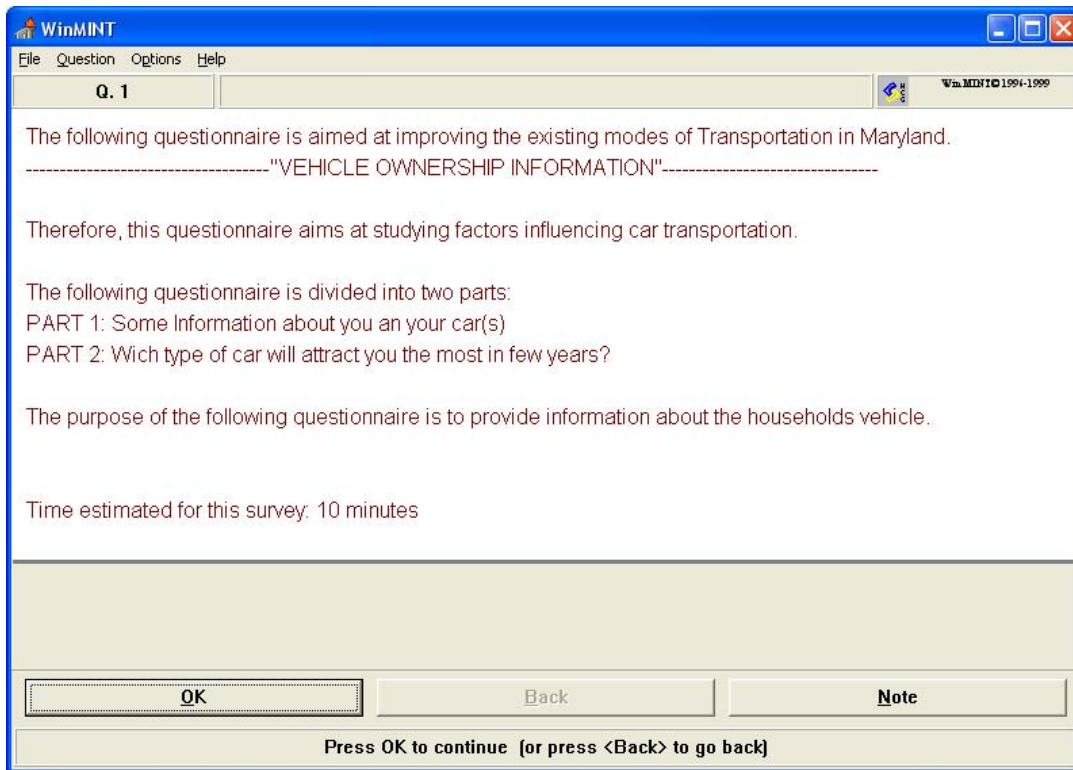 WinMINT
File Question Options Help
Q. 1
WinMINT© 1994-1999
The following questionnaire is aimed at improving the existing modes of Transportation in Maryland.
------------------------------------"VEHICLE OWNERSHIP INFORMATION"--------------------------------
Therefore, this questionnaire aims at studying factors influencing car transportation.
The following questionnaire is divided into two parts:
PART 1: Some Information about you an your car(s)
PART 2: Wich type of car will attract you the most in few years?
The purpose of the following questionnaire is to provide information about the households vehicle.
Time estimated for this survey: 10 minutes
OK Back Note
Press OK to continue (or press <Back> to go back)